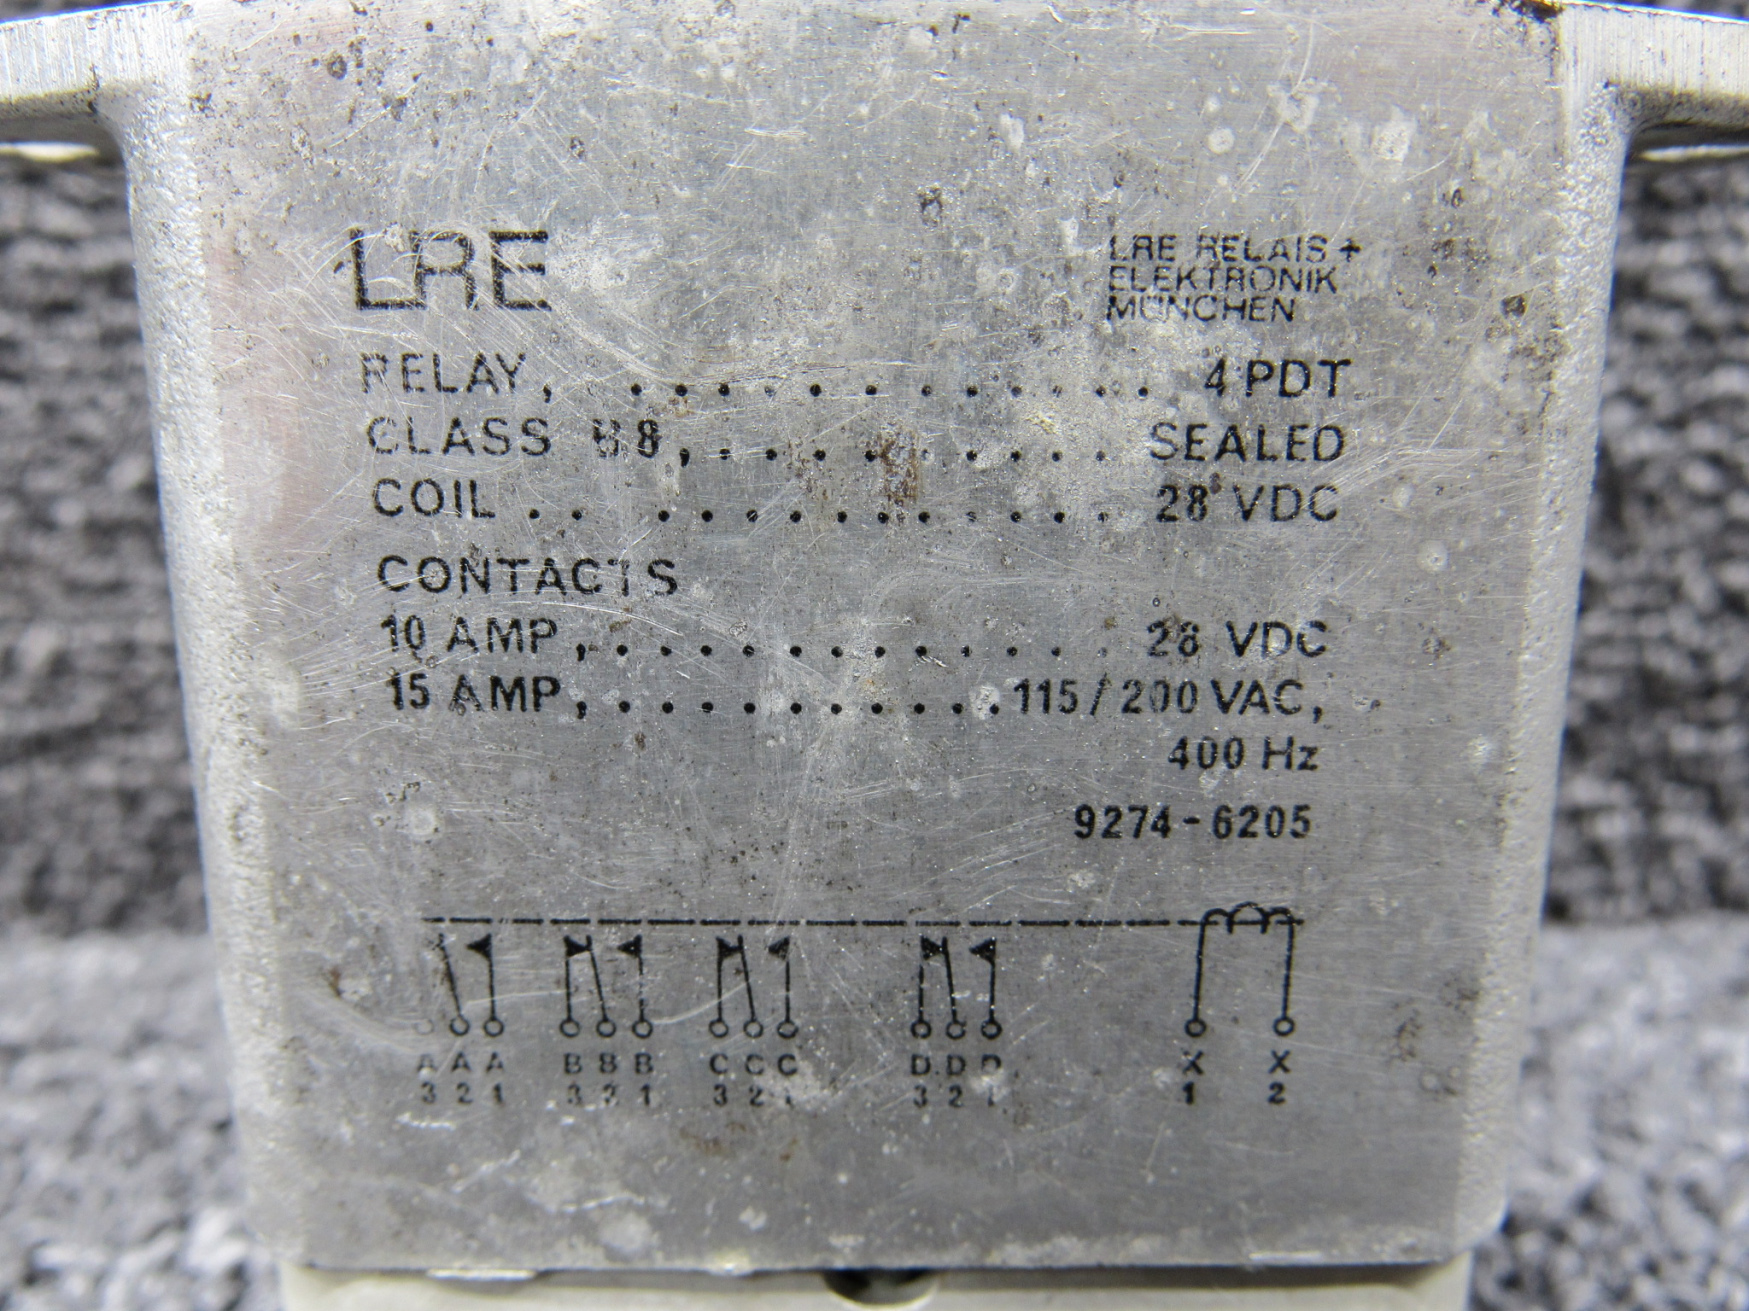 LRE
LRE RELAIS +
ELEKTRONIK
MÜNCHEN
RELAY, . . . . . . . . . . . . 4 PDT
CLASS B8, . . . . . . . . . . SEALED
COIL . . . . . . . . . . . . . 28 VDC
CONTACTS
10 AMP, . . . . . . . . . . . . 28 VDC
15 AMP, . . . . . . . . . . 115 / 200 VAC,
400 Hz
9274-6205
A A A B B B C C C D D D X X
3 2 1 3 2 1 3 2 1 3 2 1 1 2